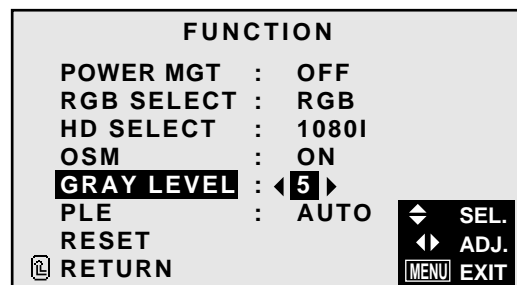 FUNCTION
POWER MGT : OFF
RGB SELECT : RGB
HD SELECT : 1080I
OSM : ON
GRAY LEVEL : 5
PLE : AUTO
RESET
RETURN
SEL.
ADJ.
MENU EXIT